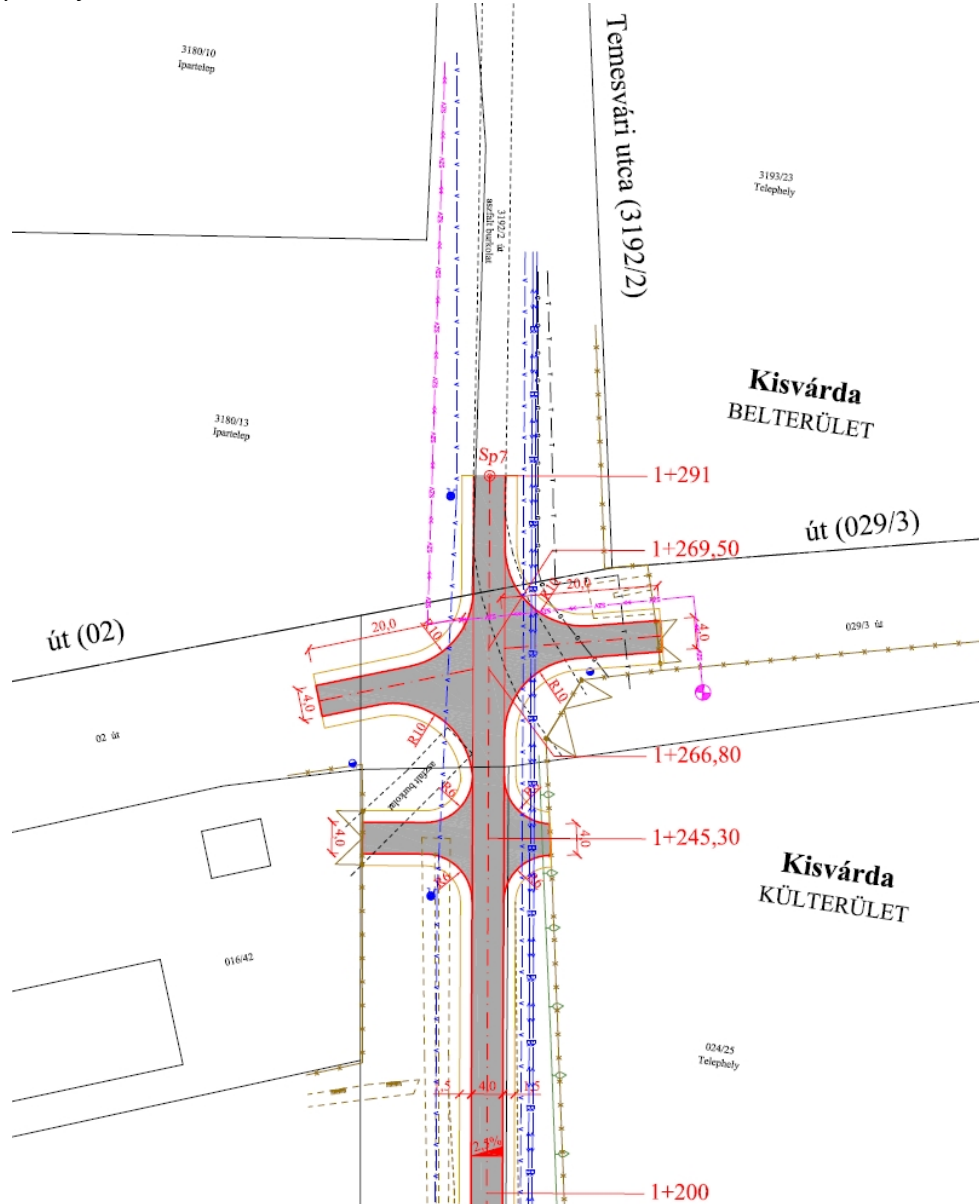 3180/10
Ipartelep
Temesvári utca (3192/2)
3193/23
Telephely
3192/2 út
aszfalt burkolat
Kisvárda
BELTERÜLET
3180/13
Ipartelep
Sp7
1+291
út (029/3)
1+269,50
20,0
R10
út (02)
20,0
R10
4,0
029/3 út
4,0
R10
R10
02 út
1+266,80
aszfalt burkolat
R6
4,0
4,0
1+245,30
Kisvárda
KÜLTERÜLET
R6
016/42
024/25
Telephely
4,0
2,5%
1+200